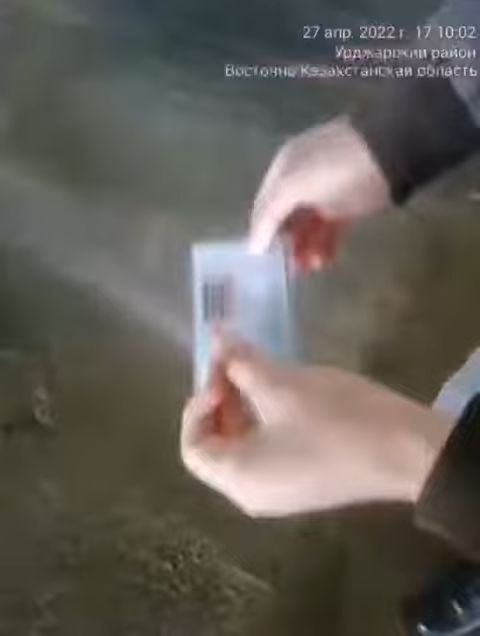 27 апр. 2022 г. 17:10:02
Урджарский район
Восточно Казахстанская область